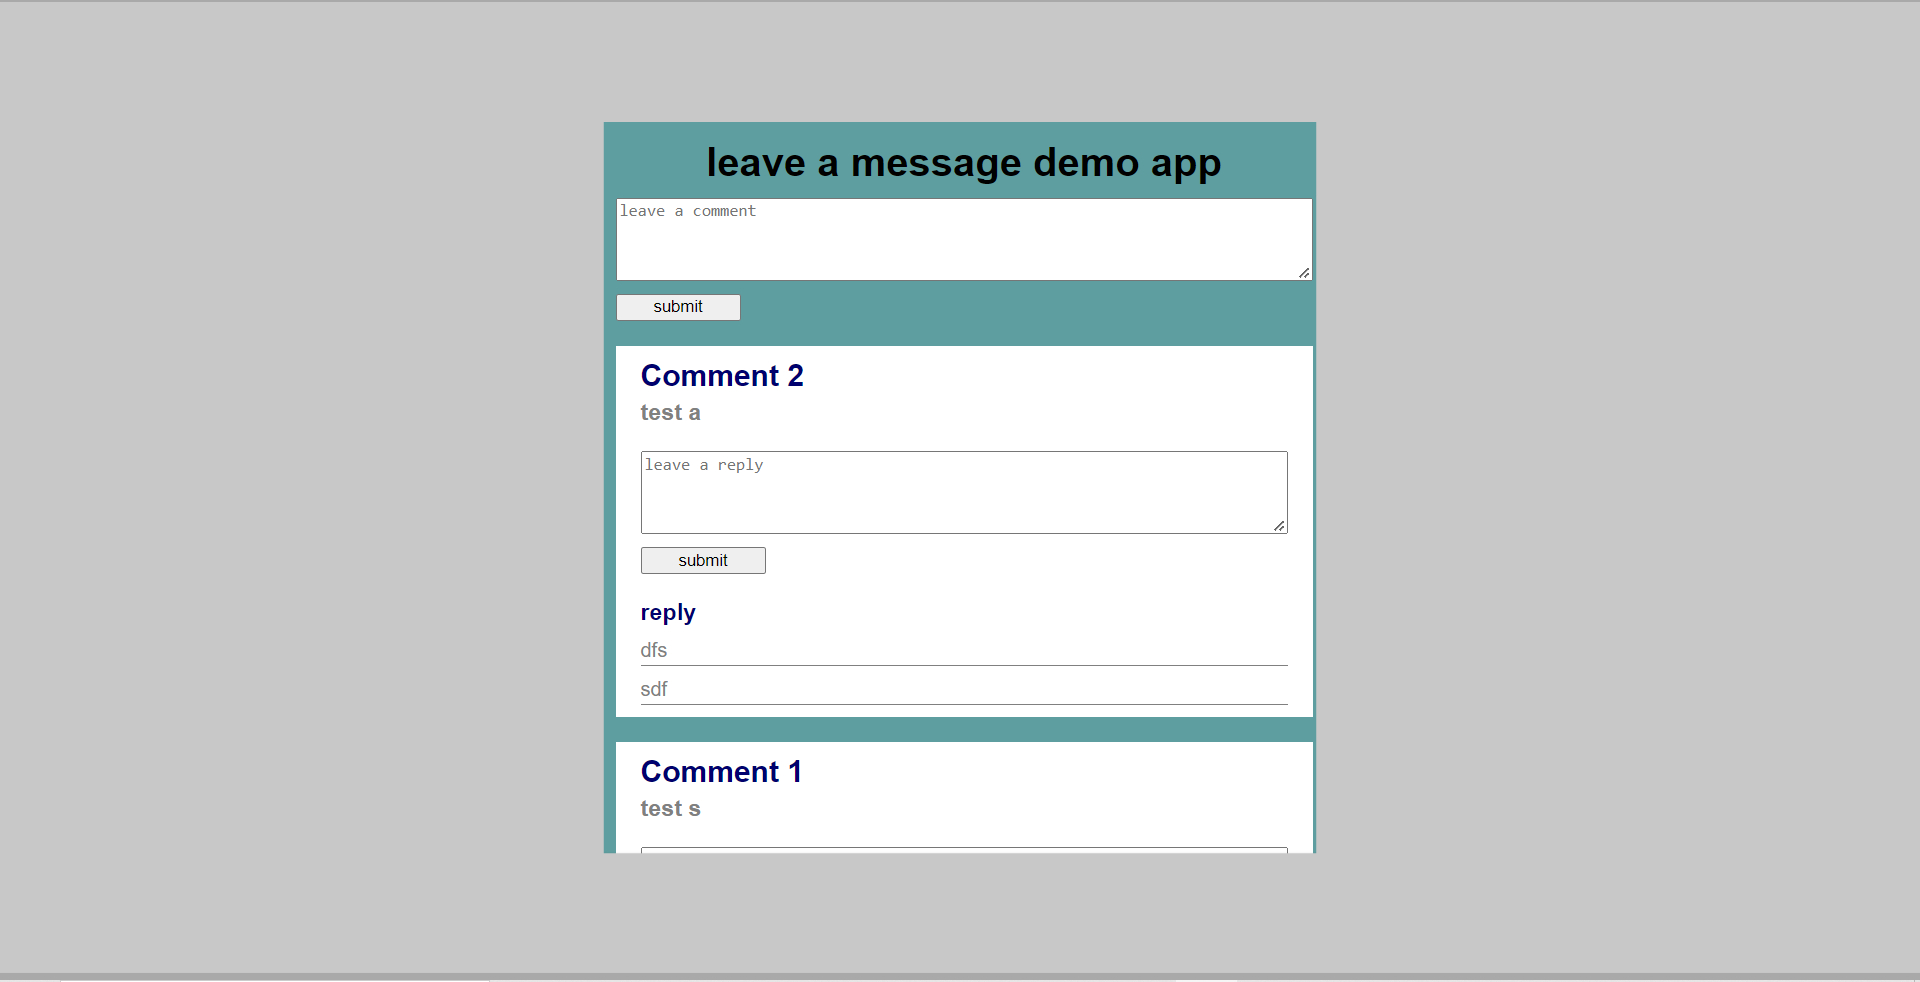 leave a message demo app
leave a comment
submit
Comment 2
test a
leave a reply
submit
reply
dfs
sdf
Comment 1
test s